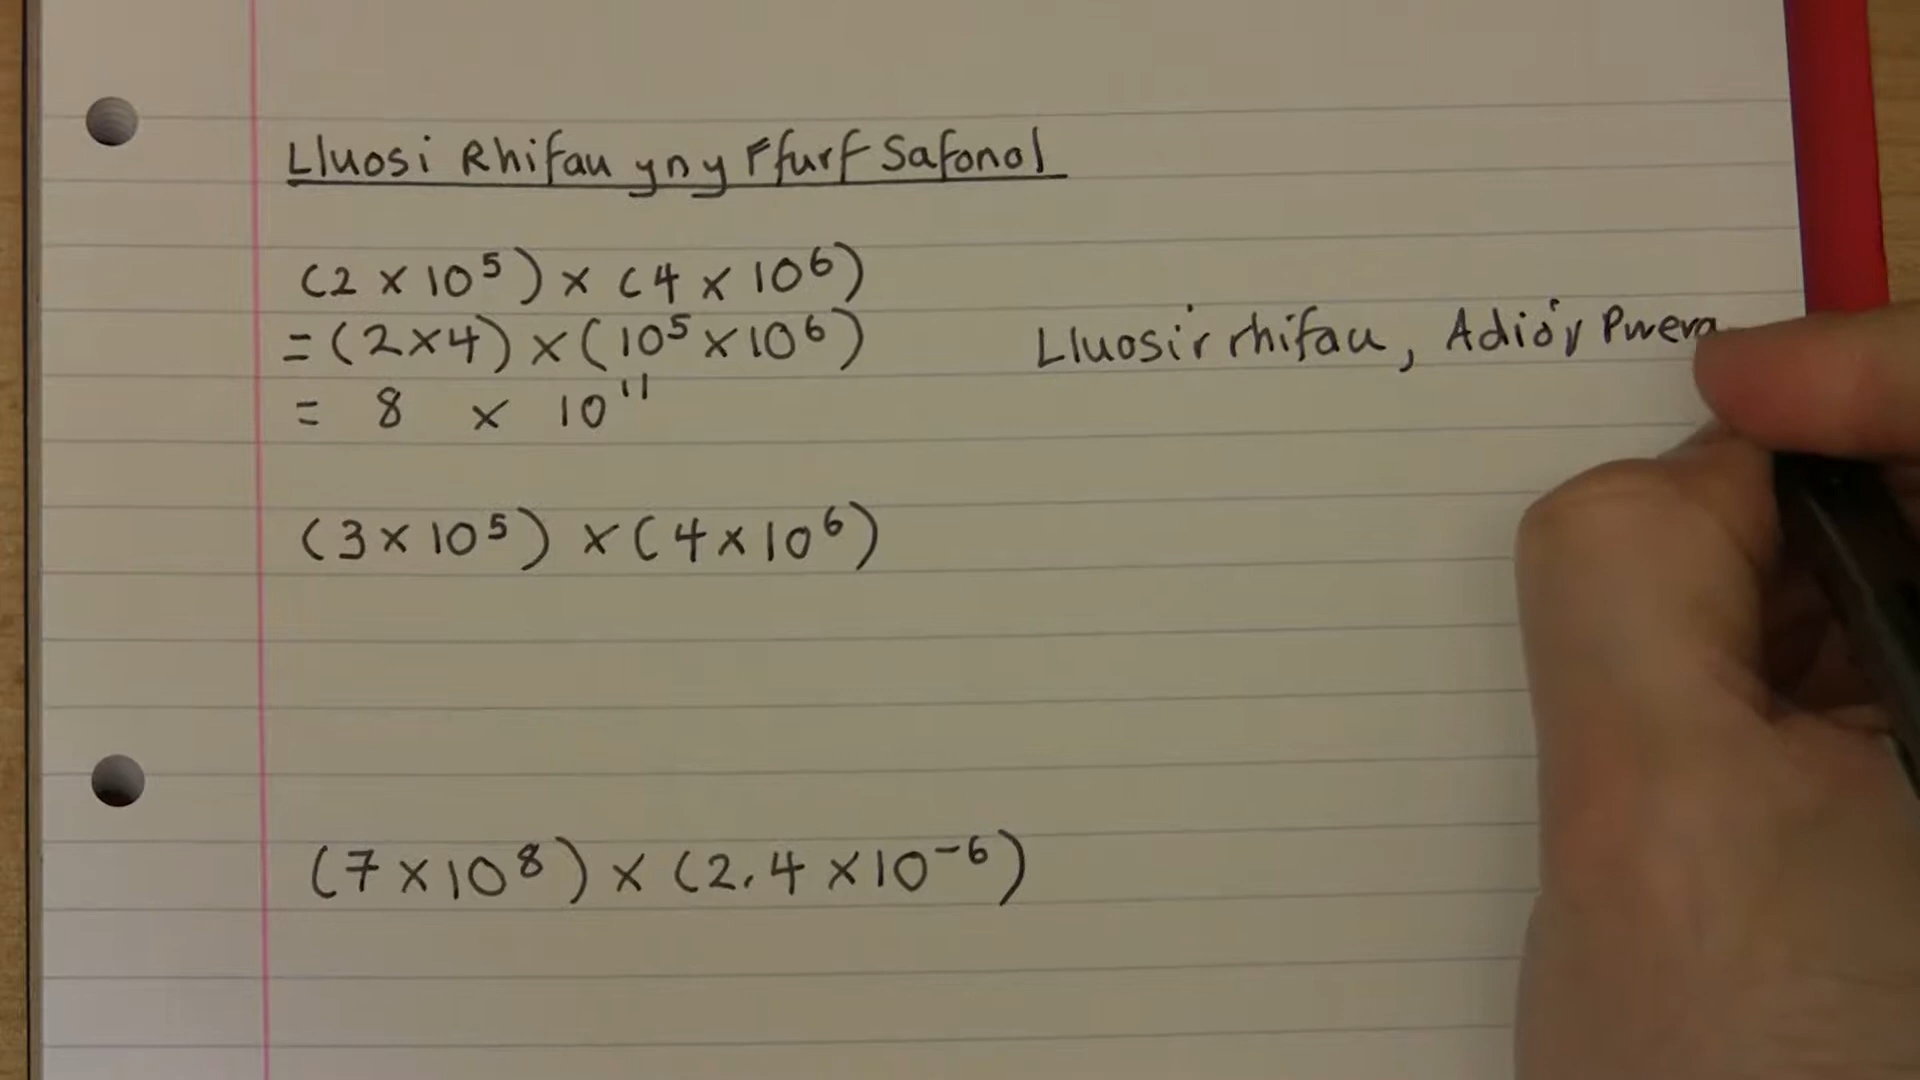 Lluosi Rhifau yn y Ffurf Safonol
(2 × 10⁵) × (4 × 10⁶)
= (2×4) × (10⁵ × 10⁶)
= 8 × 10¹¹
Lluosi'r rhifau, Adio'r Pwera
(3 × 10⁵) × (4 × 10⁶)
(7 × 10⁸) × (2.4 × 10⁻⁶)